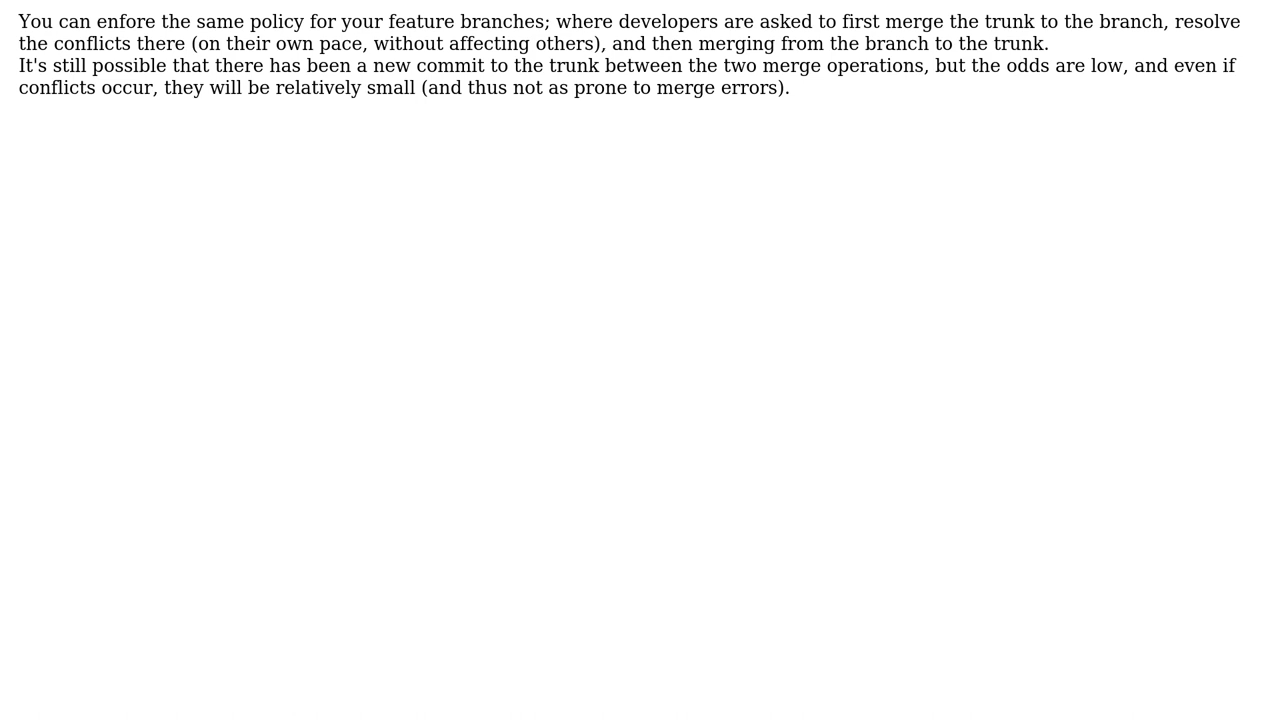 You can enfore the same policy for your feature branches; where developers are asked to first merge the trunk to the branch, resolve
the conflicts there (on their own pace, without affecting others), and then merging from the branch to the trunk.
It's still possible that there has been a new commit to the trunk between the two merge operations, but the odds are low, and even if
conflicts occur, they will be relatively small (and thus not as prone to merge errors).